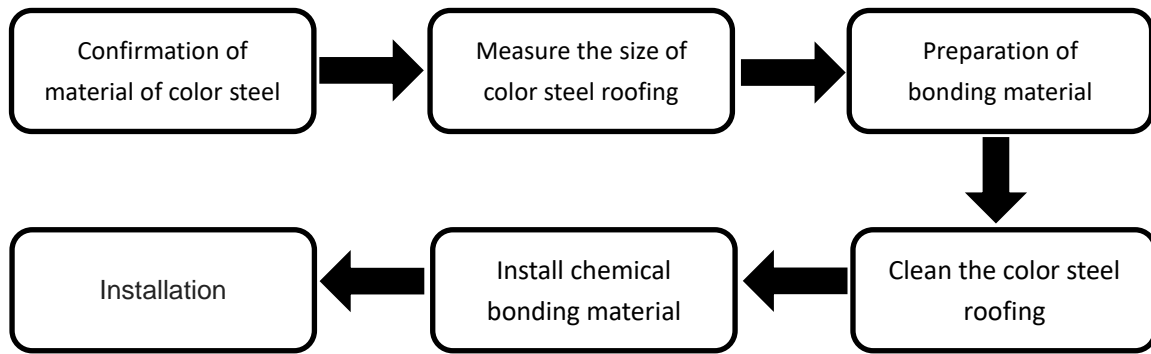 Confirmation of
material of color steel
Measure the size of
color steel roofing
Preparation of
bonding material
Clean the color steel
roofing
Install chemical
bonding material
Installation